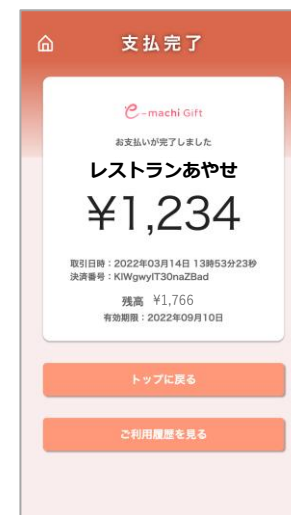 支払完了
e-machi Gift
お支払いが完了しました
レストランあやせ
¥1,234
取引日時：2022年03月14日 13時53分23秒
決済番号：KIWgwyIT30naZBad
残高 ¥1,766
有効期限：2022年09月10日
トップに戻る
ご利用履歴を見る